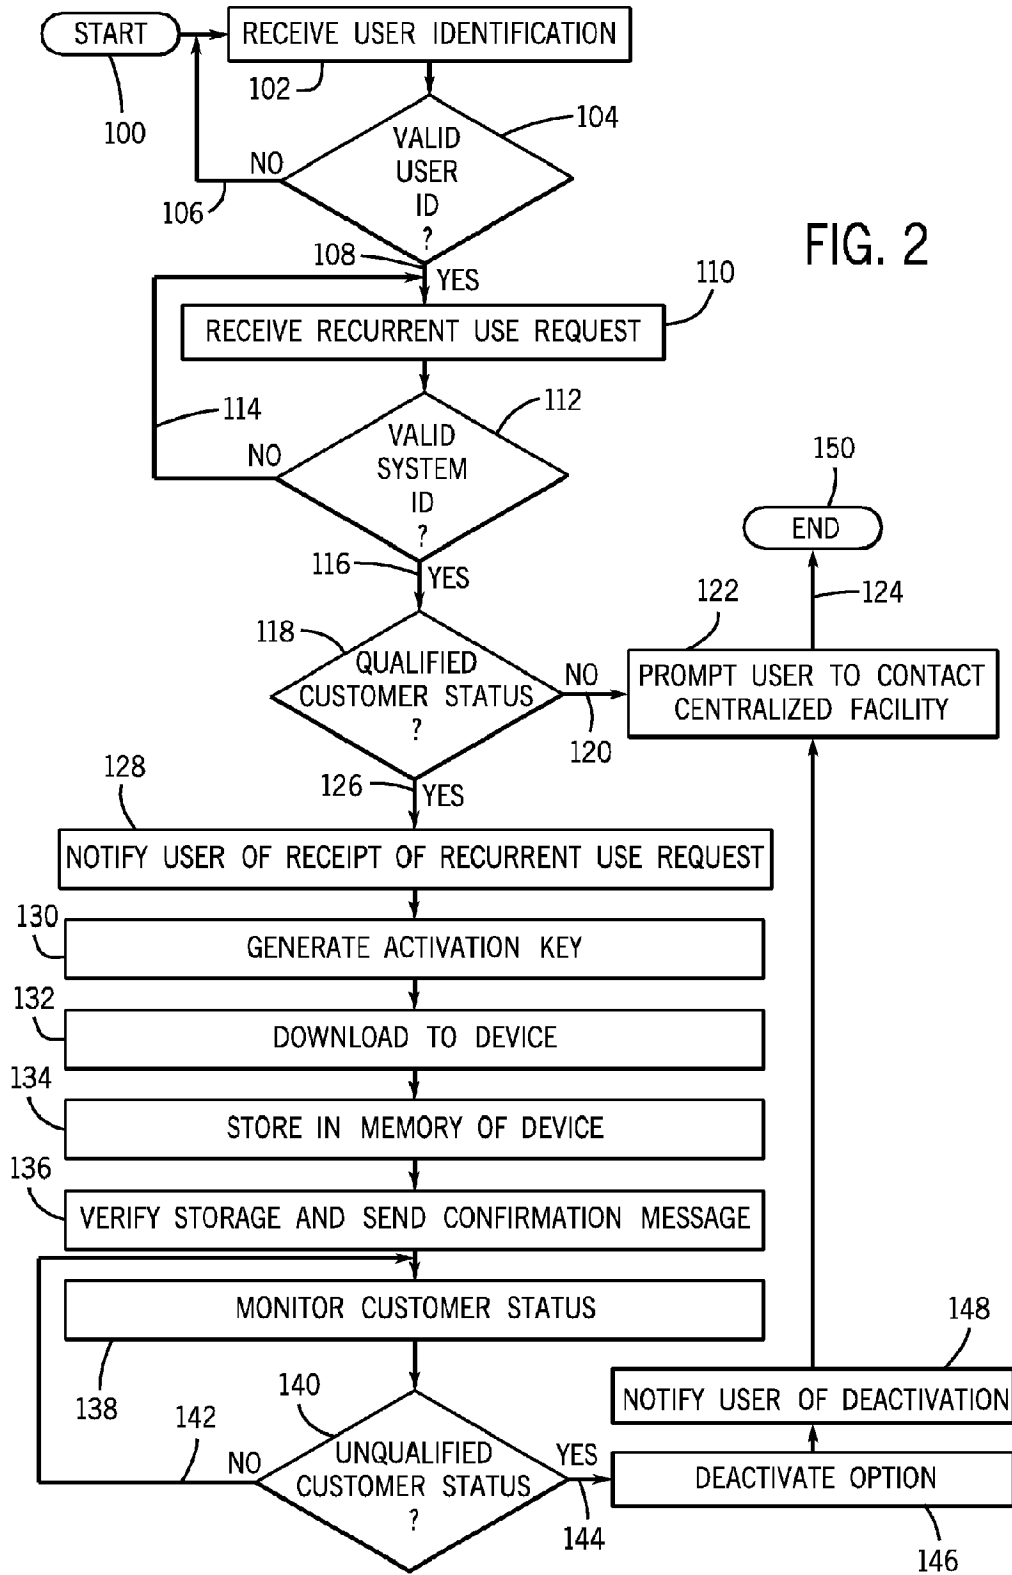 START
RECEIVE USER IDENTIFICATION
100
102
VALID
USER
ID
?
104
NO
106
FIG. 2
108
YES
110
RECEIVE RECURRENT USE REQUEST
112
114
VALID
SYSTEM
ID
?
NO
150
END
116
YES
122
124
118
QUALIFIED
CUSTOMER STATUS
?
NO
120
PROMPT USER TO CONTACT
CENTRALIZED FACILITY
128
126
YES
NOTIFY USER OF RECEIPT OF RECURRENT USE REQUEST
130
GENERATE ACTIVATION KEY
132
DOWNLOAD TO DEVICE
134
STORE IN MEMORY OF DEVICE
136
VERIFY STORAGE AND SEND CONFIRMATION MESSAGE
MONITOR CUSTOMER STATUS
138
148
NOTIFY USER OF DEACTIVATION
140
142
NO
UNQUALIFIED
CUSTOMER STATUS
?
YES
144
DEACTIVATE OPTION
146